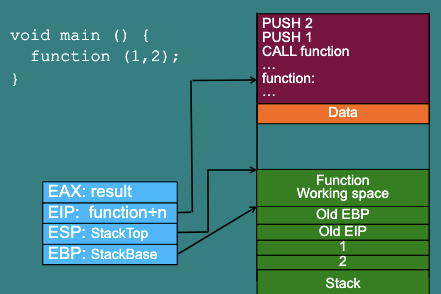 void main () {
function (1,2);
}
PUSH 2
PUSH 1
CALL function
…
function:
…
Data
Function
Working space
Old EBP
Old EIP
1
2
Stack
EAX: result
EIP: function+n
ESP: StackTop
EBP: StackBase